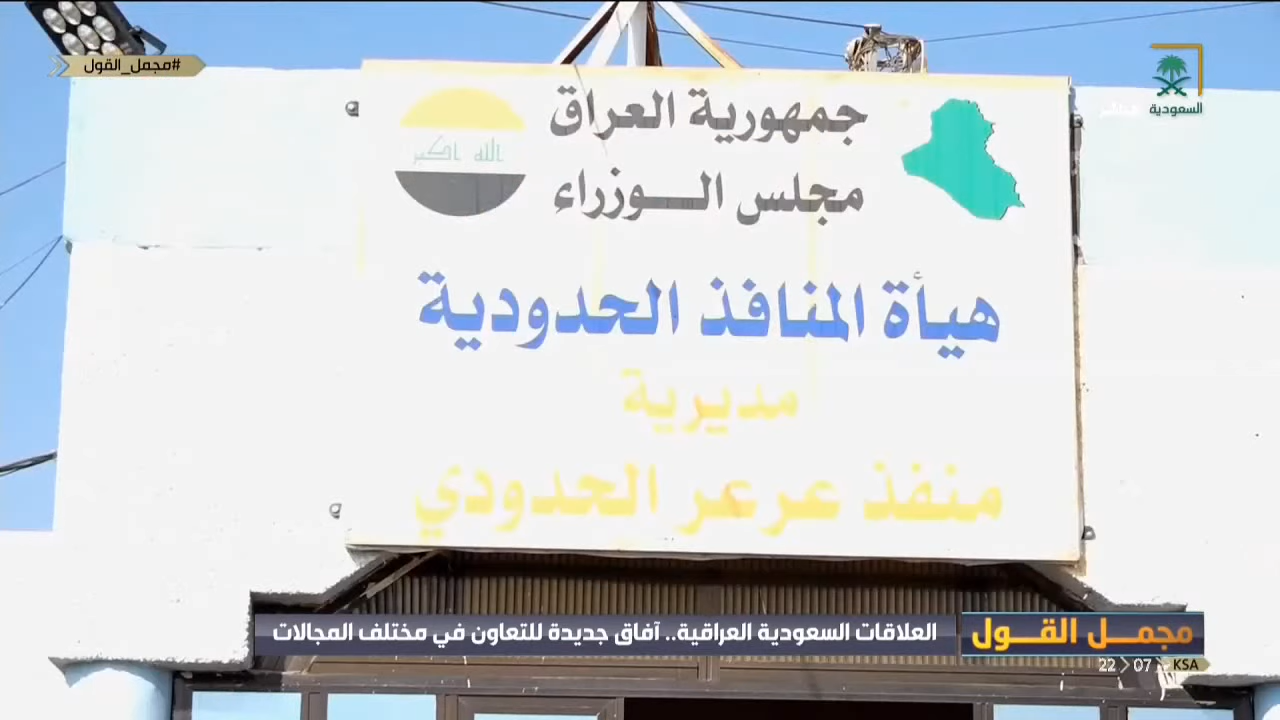 #مجمل_القول
السعودية
مباشر
جمهورية العراق
الله اكبر
مجلس الـــوزراء
هيأة المنافذ الحدودية
مديرية
منفذ عرعر الحدودي
مجمــل القــول
العلاقات السعودية العراقية.. آفاق جديدة للتعاون في مختلف المجالات
22 07 KSA